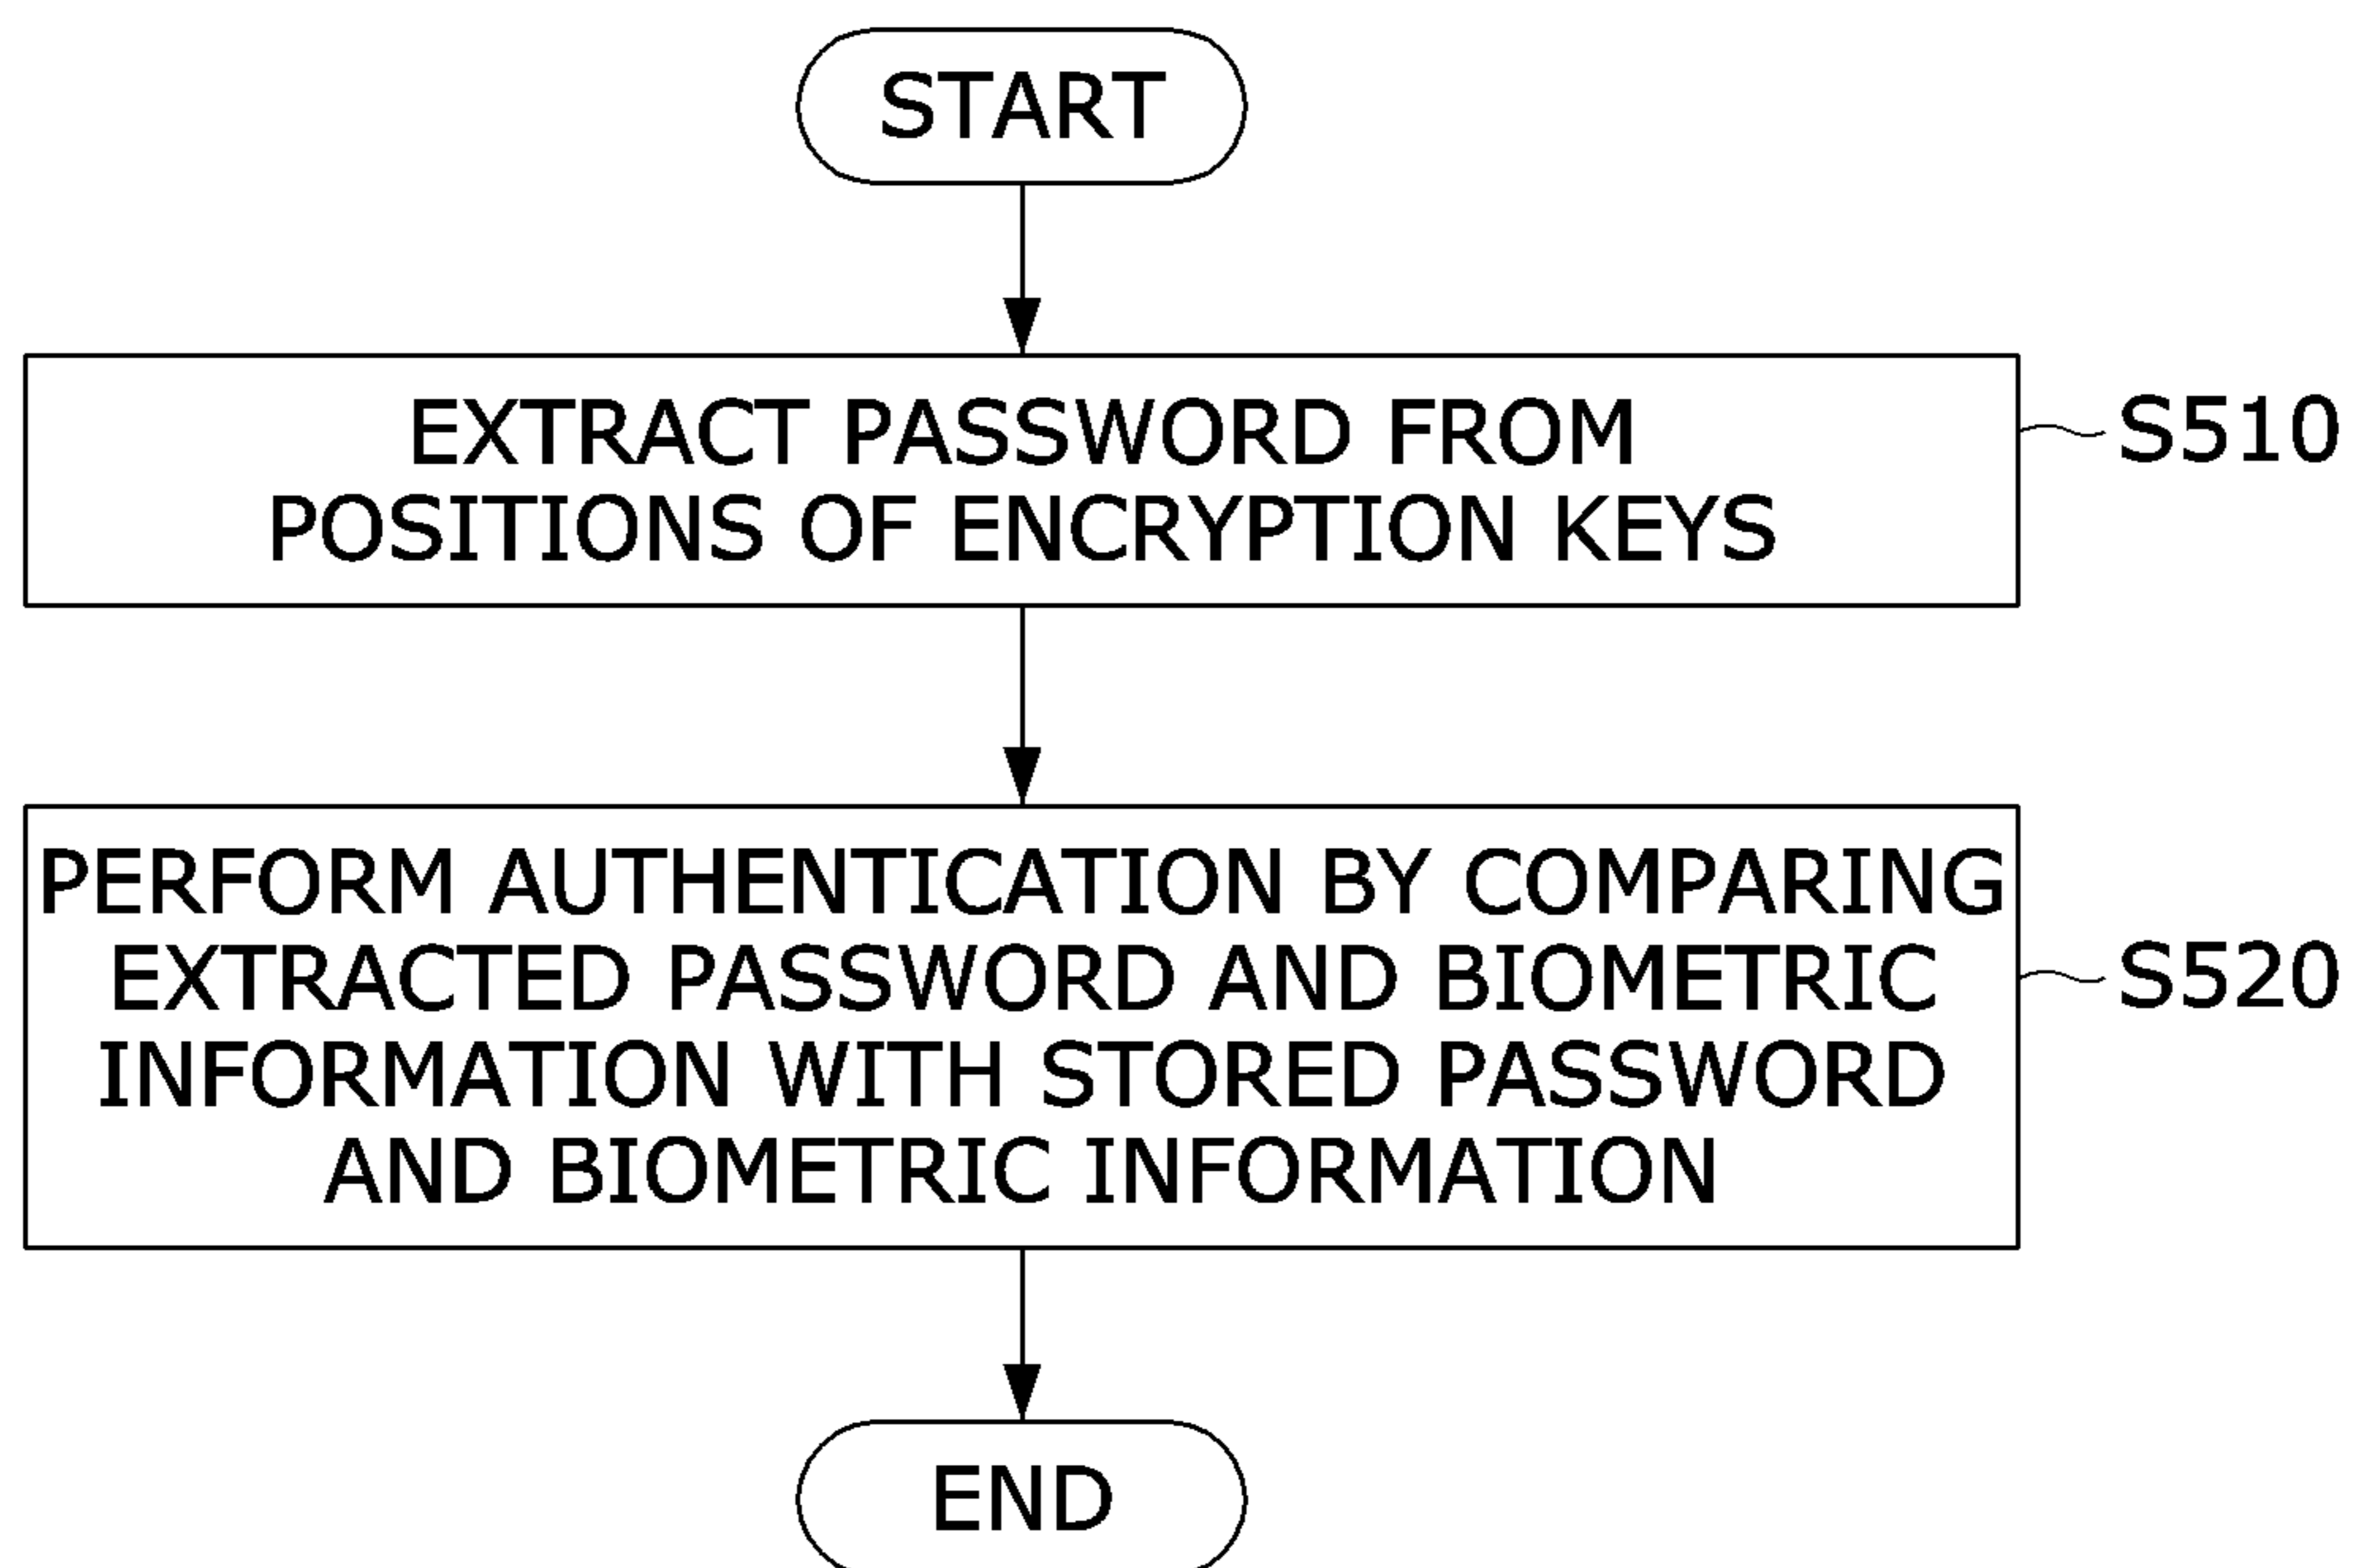 START
EXTRACT PASSWORD FROM
POSITIONS OF ENCRYPTION KEYS
S510
PERFORM AUTHENTICATION BY COMPARING
EXTRACTED PASSWORD AND BIOMETRIC
INFORMATION WITH STORED PASSWORD
AND BIOMETRIC INFORMATION
S520
END